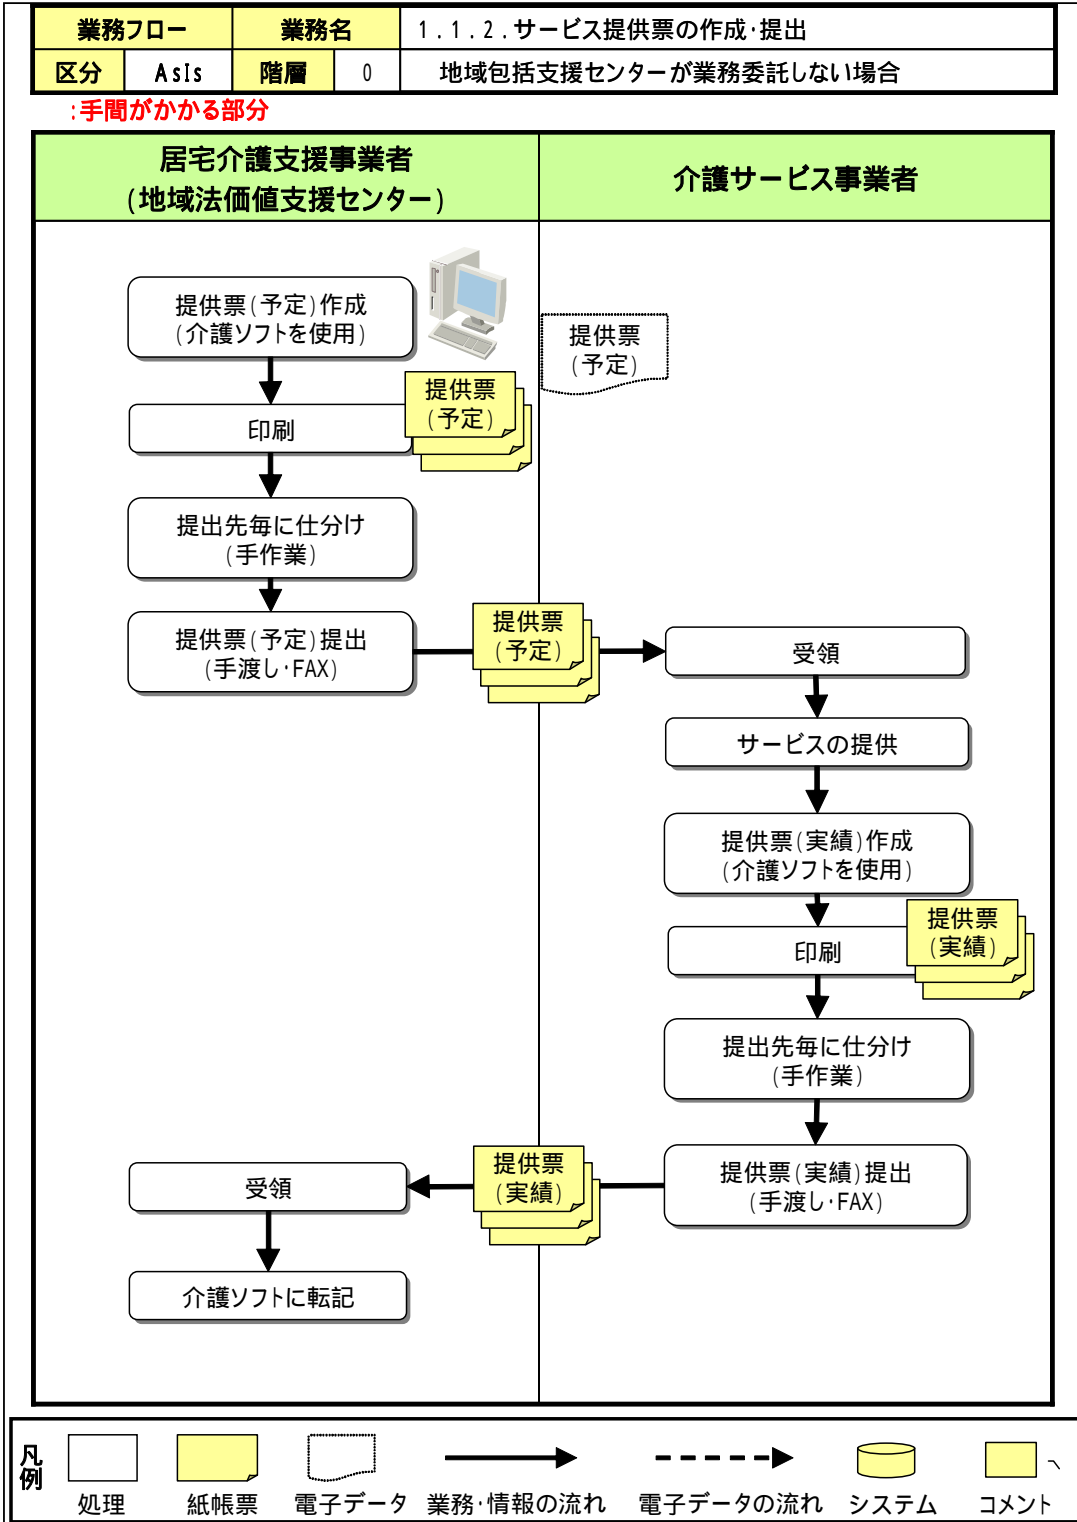 業務フロー 業務名 1.1.2.サービス提供票の作成・提出
区分 AsIs 階層 0 地域包括支援センターが業務委託しない場合
:手間がかかる部分
居宅介護支援事業者
(地域法価値支援センター)
介護サービス事業者
提供票(予定)作成
(介護ソフトを使用)
提供票
(予定)
提供票
(予定)
印刷
提出先毎に仕分け
(手作業)
提供票(予定)提出
(手渡し・FAX)
提供票
(予定)
受領
サービスの提供
提供票(実績)作成
(介護ソフトを使用)
印刷
提供票
(実績)
提出先毎に仕分け
(手作業)
提供票(実績)提出
(手渡し・FAX)
提供票
(実績)
受領
介護ソフトに転記
凡例
処理 紙帳票 電子データ 業務・情報の流れ 電子データの流れ システム コメント